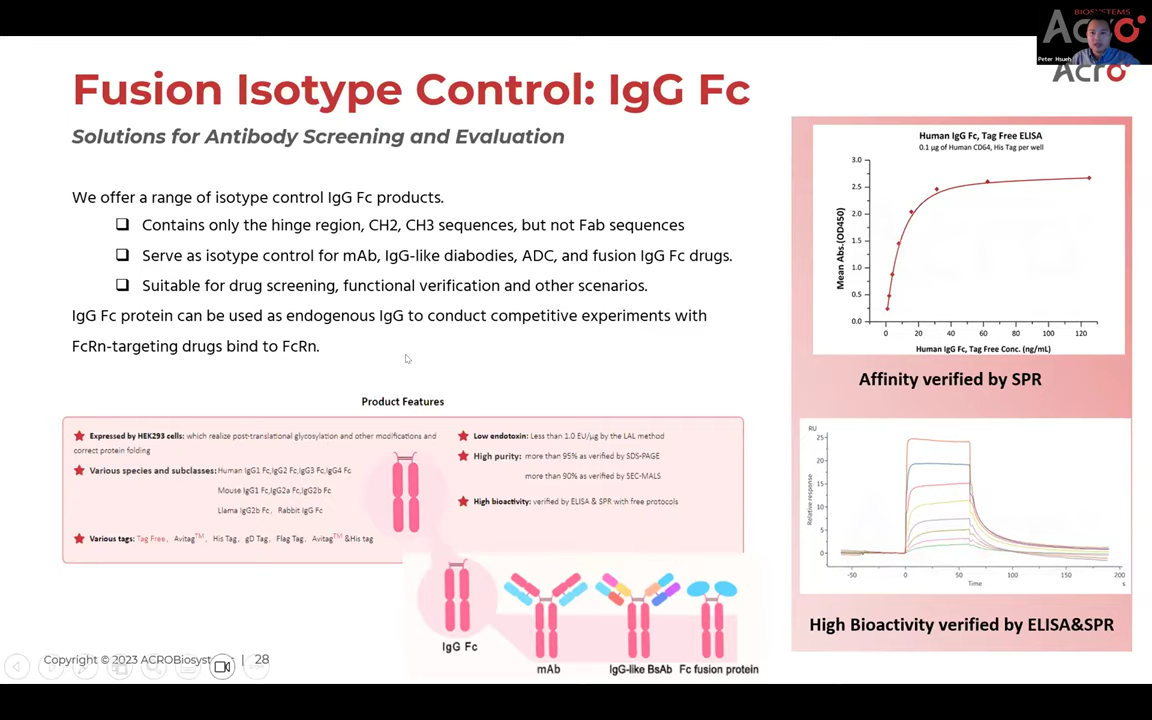 BIOSYSTEMS
Acro
Peter Hsueh
Acro
Fusion Isotype Control: IgG Fc
Solutions for Antibody Screening and Evaluation
We offer a range of isotype control IgG Fc products.
Contains only the hinge region, CH2, CH3 sequences, but not Fab sequences
Serve as isotype control for mAb, IgG-like diabodies, ADC, and fusion IgG Fc drugs.
Suitable for drug screening, functional verification and other scenarios.
IgG Fc protein can be used as endogenous IgG to conduct competitive experiments with
FcRn-targeting drugs bind to FcRn.
Product Features
Expressed by HEK293 cells: which realize post-translational glycosylation and other modifications and
correct protein folding
Various species and subclasses: Human IgG1 Fc,IgG2 Fc,IgG3 Fc,IgG4 Fc
Mouse IgG1 Fc,IgG2a Fc,IgG2b Fc
Llama IgG2b Fc, Rabbit IgG Fc
Various tags: Tag Free, Avitag™, His Tag, gD Tag, Flag Tag, Avitag™ &His tag
Low endotoxin: Less than 1.0 EU/μg by the LAL method
High purity: more than 95% as verified by SDS-PAGE
more than 90% as verified by SEC-MALS
High bioactivity: verified by ELISA & SPR with free protocols
IgG Fc
mAb
IgG-like BsAb
Fc fusion protein
Human IgG Fc, Tag Free ELISA
0.1 μg of Human CD64, His Tag per well
Mean Abs.(OD450)
3.0
2.5
2.0
1.5
1.0
0.5
0.0
0 20 40 60 80 100 120
Human IgG Fc, Tag Free Conc. (ng/mL)
Affinity verified by SPR
RU
Relative response
25
20
15
10
5
0
-50 0 50 100 150 200
Time
s
High Bioactivity verified by ELISA&SPR
Copyright © 2023 ACROBiosyst
28